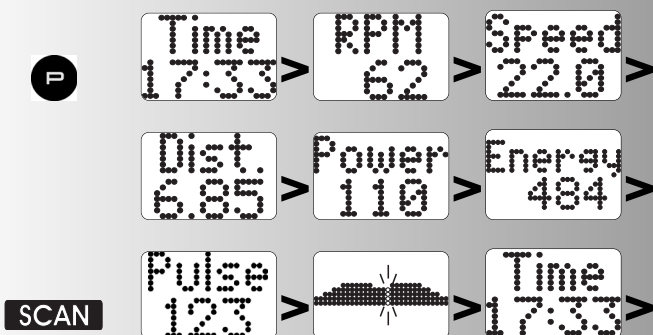 P
Time > RPM > Speed >
17:33 62 22.0
Dist. > Power > Energy >
6.85 110 484
Pulse > > Time >
SCAN 123 17:33